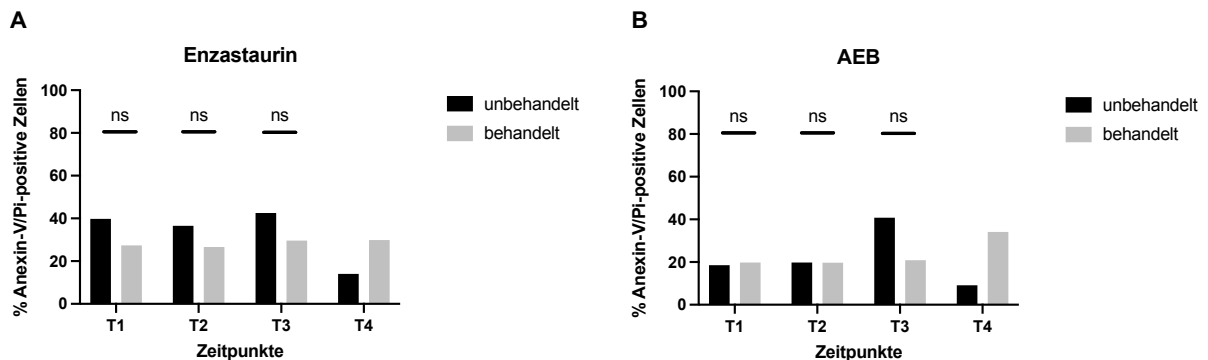 A
Enzastaurin
% Anexin-V/Pi-positive Zellen
100
80
60
40
20
0
ns
ns
ns
T1
T2
T3
T4
Zeitpunkte
unbehandelt
behandelt
B
AEB
% Anexin-V/Pi-positive Zellen
100
80
60
40
20
0
ns
ns
ns
T1
T2
T3
T4
Zeitpunkte
unbehandelt
behandelt